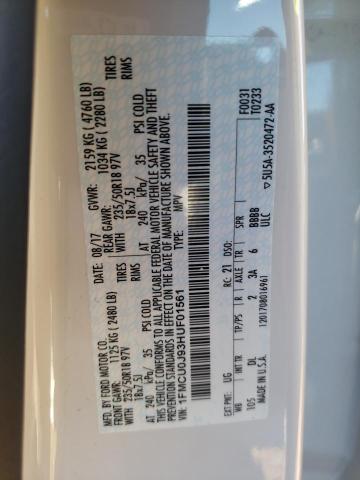 MFD. BY FORD MOTOR CO.
08/17
GVWR: 2159 KG ( 4760 LB)
FRONT GAWR: 1125 KG ( 2480 LB)
REAR GAWR: 1034 KG ( 2280 LB)
WITH 235/50R18 97V TIRES
18x7.5J RIMS
AT 240 kPa/ 35 PSI COLD
WITH 235/50R18 97V TIRES
18x7.5J RIMS
AT 240 kPa/ 35 PSI COLD
THIS VEHICLE CONFORMS TO ALL APPLICABLE FEDERAL MOTOR VEHICLE SAFETY AND THEFT
PREVENTION STANDARDS IN EFFECT ON THE DATE OF MANUFACTURE SHOWN ABOVE.
VIN: 1FMCU0J93HUF01561
TYPE: MPV
F0031
T0233
EXT PNT: UG RC: 21 DSO:
WB INT TR TP/PS R AXLE TR SPR
105 DL 2 3A 6 BBBB
ULC
MADE IN U.S.A.
1201708016961
5U5A-3520472-AA